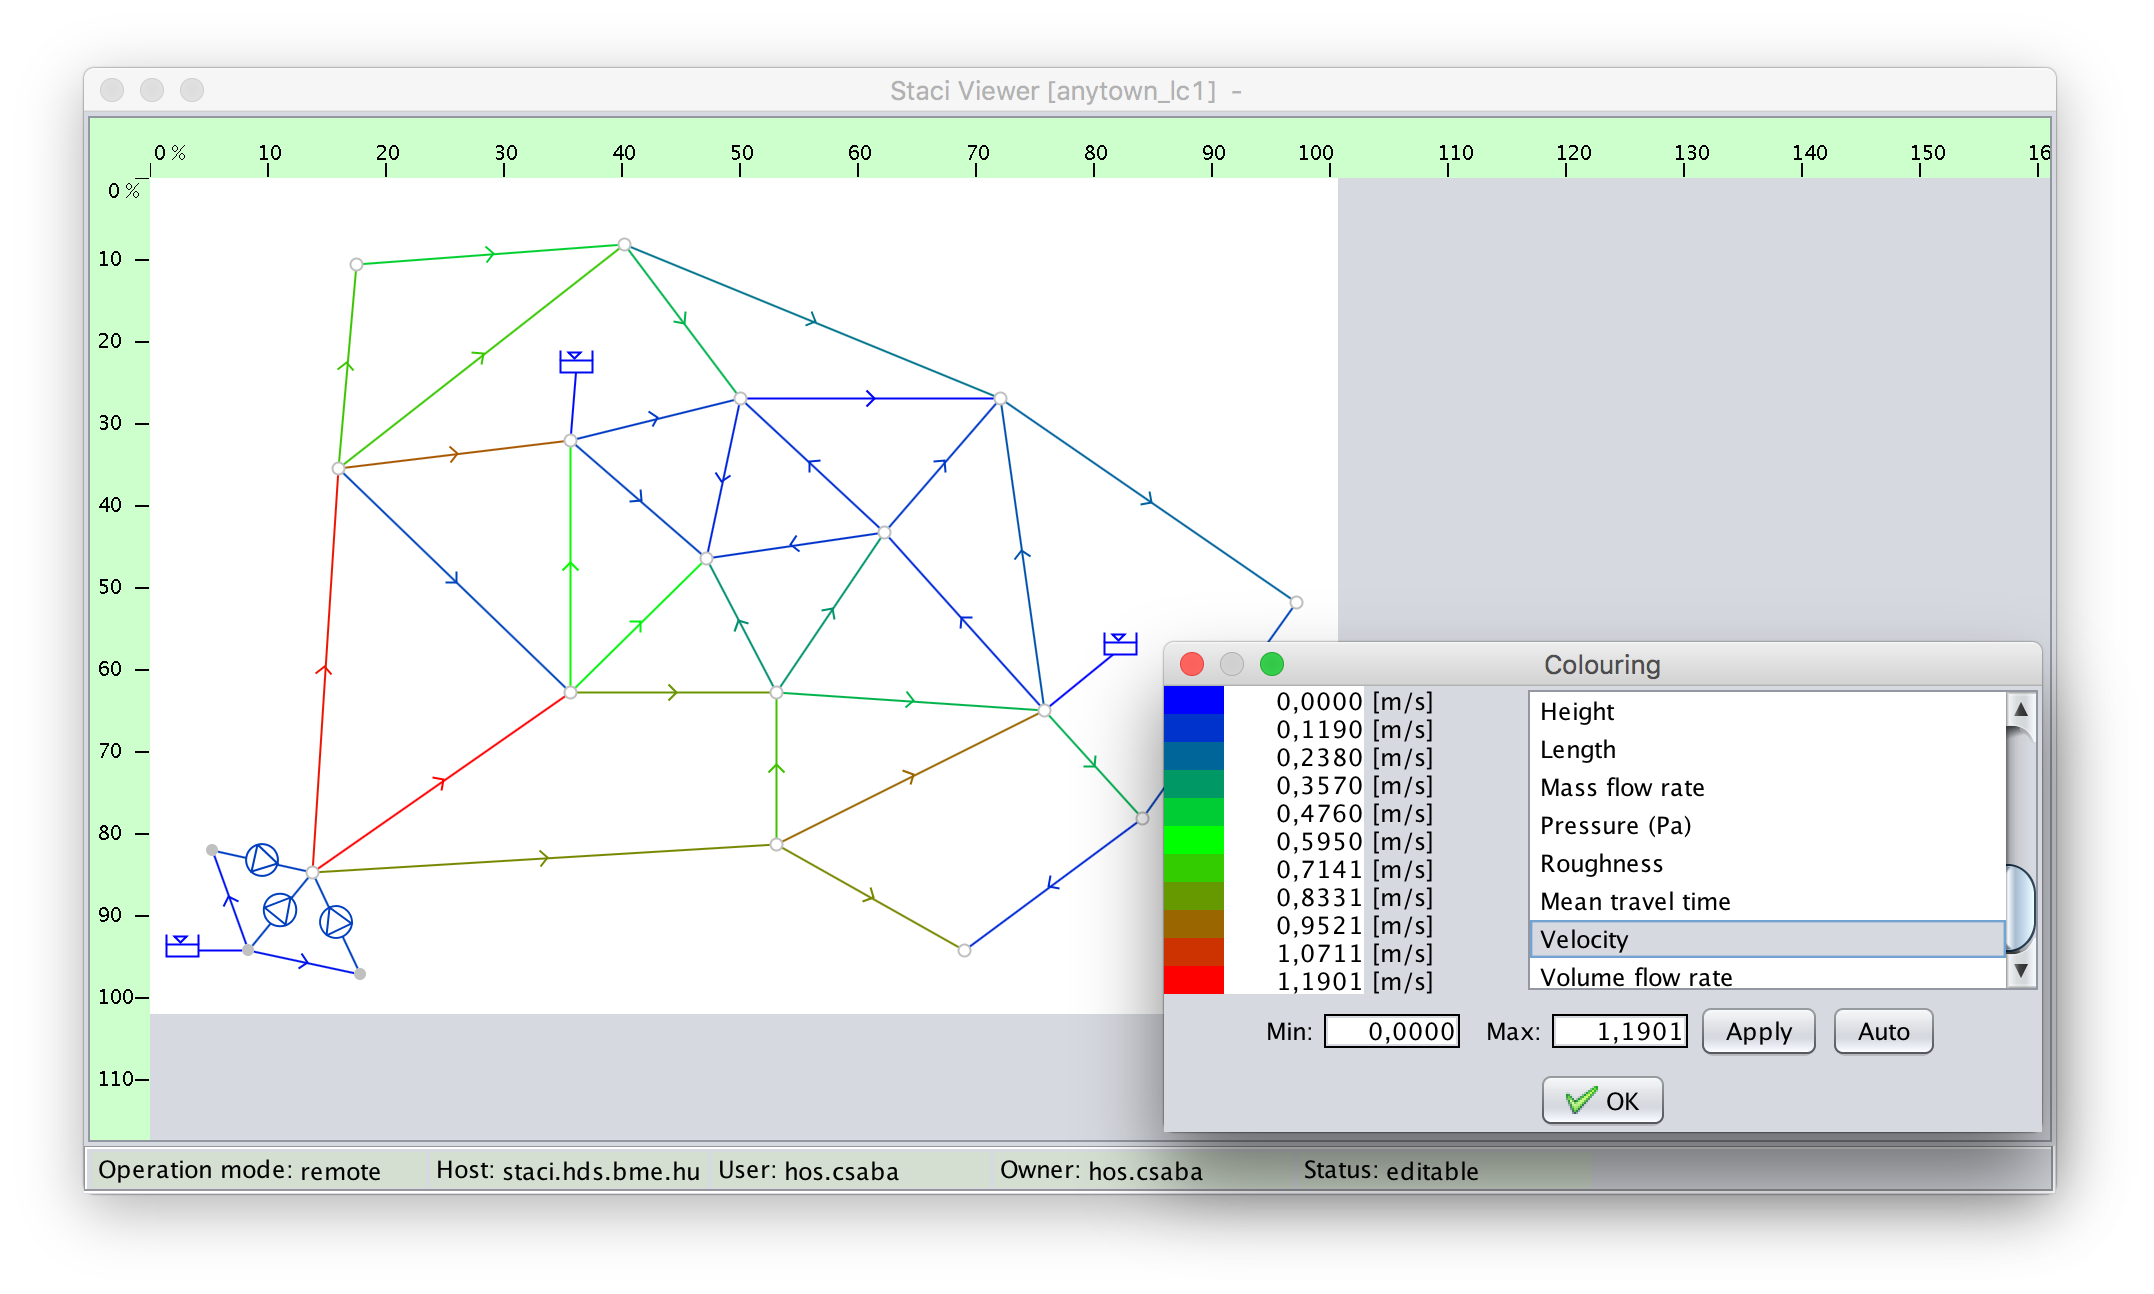 Staci Viewer [anytown_lc1] -
0 % 10 20 30 40 50 60 70 80 90 100 110 120 130 140 150 16
0 %
10
20
30
40
50
60
70
80
90
100
110
Colouring
0,0000 [m/s]
0,1190 [m/s]
0,2380 [m/s]
0,3570 [m/s]
0,4760 [m/s]
0,5950 [m/s]
0,7141 [m/s]
0,8331 [m/s]
0,9521 [m/s]
1,0711 [m/s]
1,1901 [m/s]
Height
Length
Mass flow rate
Pressure (Pa)
Roughness
Mean travel time
Velocity
Volume flow rate
Min: 0,0000 Max: 1,1901 Apply Auto
OK
Operation mode: remote Host: staci.hds.bme.hu User: hos.csaba Owner: hos.csaba Status: editable